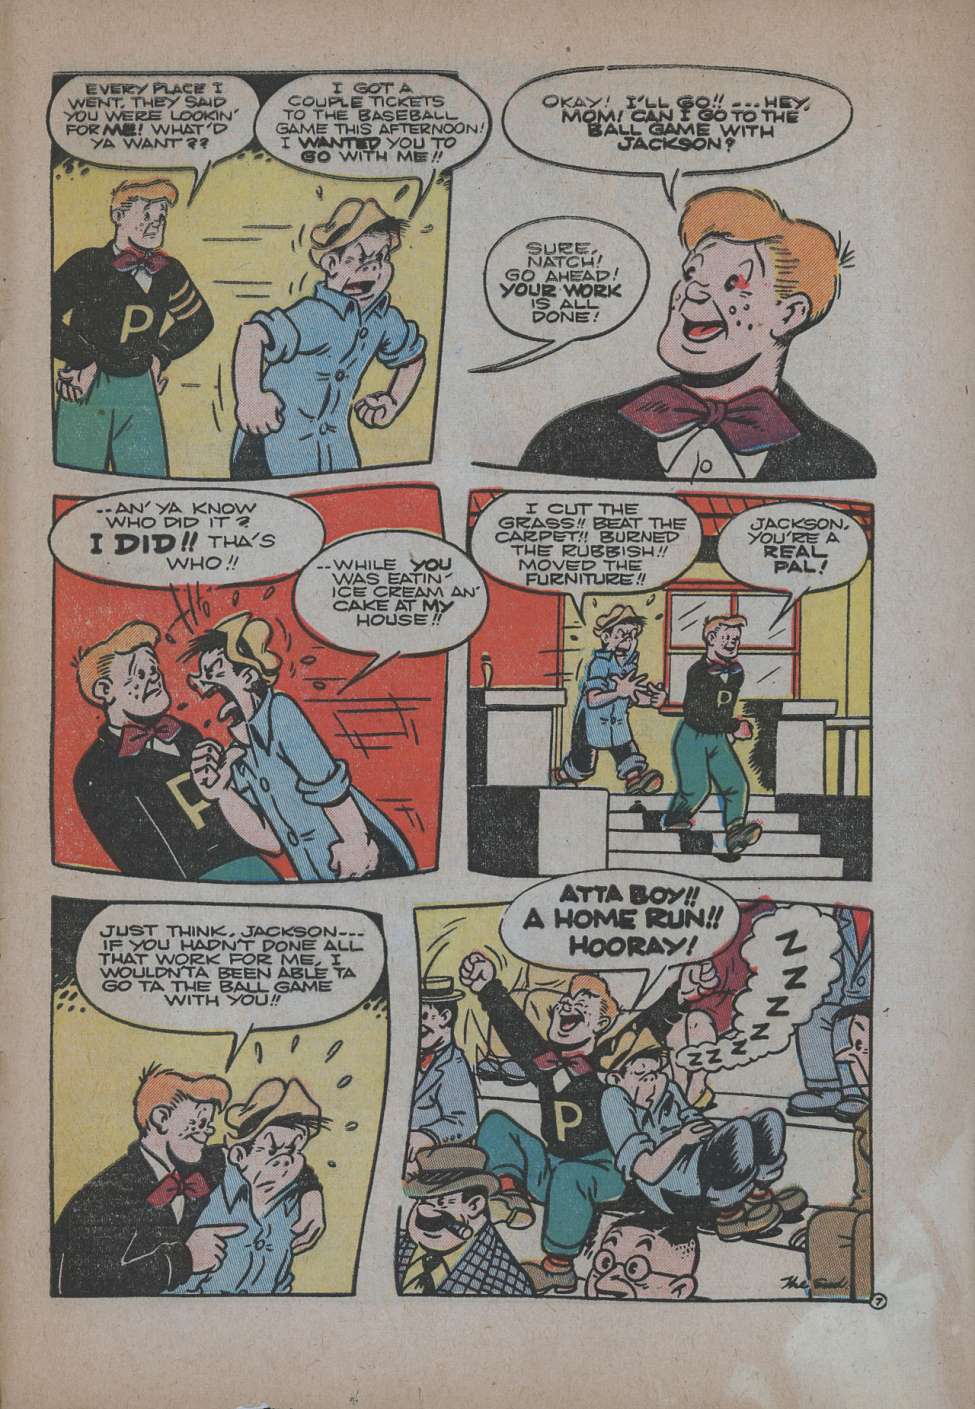 EVERY PLACE I
WENT, THEY SAID
YOU WERE LOOKIN'
FOR ME! WHAT'D
YA WANT??
I GOT A
COUPLE TICKETS
TO THE BASEBALL
GAME THIS AFTERNOON!
I WANTED YOU TO
GO WITH ME!!
P
OKAY! I'LL GO!! ---HEY,
MOM! CAN I GO TO THE
BALL GAME WITH
JACKSON?
SURE,
NATCH!
GO AHEAD!
YOUR WORK
IS ALL
DONE!
--AN' YA KNOW
WHO DID IT?
I DID!! THA'S
WHO!!
--WHILE YOU
WAS EATIN'
ICE CREAM AN'
CAKE AT MY
HOUSE!!
P
I CUT THE
GRASS!! BEAT THE
CARPET!! BURNED
THE RUBBISH!!
MOVED THE
FURNITURE!!
JACKSON,
YOU'RE A
REAL
PAL!
P
JUST THINK, JACKSON---
IF YOU HADN'T DONE ALL
THAT WORK FOR ME, I
WOULDN'TA BEEN ABLE TA
GO TA THE BALL GAME
WITH YOU!!
ATTA BOY!!
A HOME RUN!!
HOORAY!
Z
Z
Z
Z
Z
Z
Z
Z
P
The End.
7